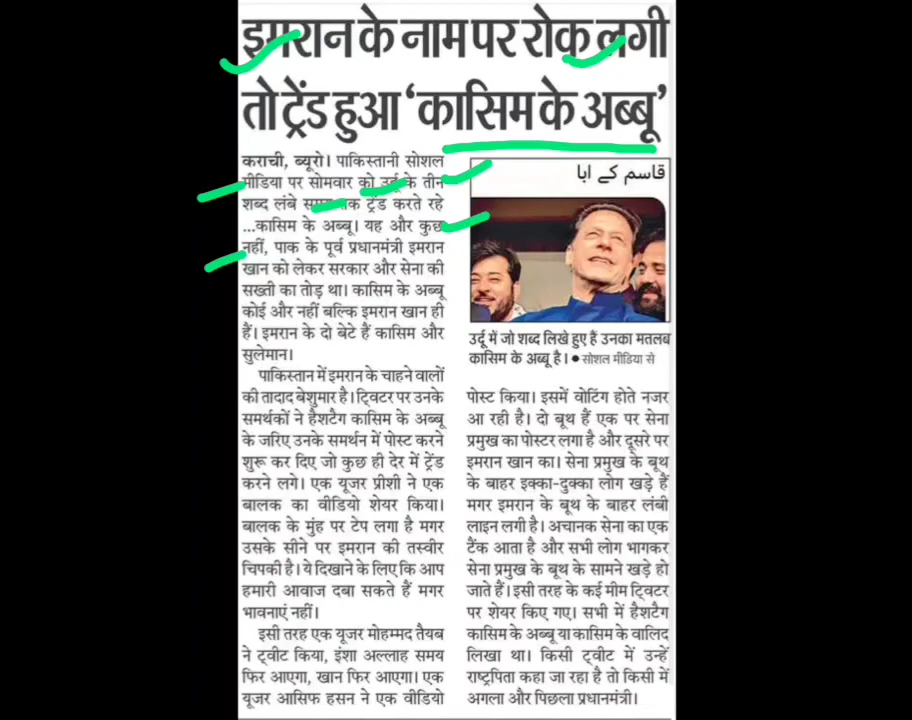 इमरान के नाम पर रोक लगी
तो ट्रेंड हुआ ‘कासिम के अब्बू’
कराची, ब्यूरो। पाकिस्तानी सोशल
मीडिया पर सोमवार को उर्दू के तीन
शब्द लंबे समय तक ट्रेंड करते रहे
...कासिम के अब्बू। यह और कुछ
नहीं, पाक के पूर्व प्रधानमंत्री इमरान
खान को लेकर सरकार और सेना की
सख्ती का तोड़ था। कासिम के अब्बू
कोई और नहीं बल्कि इमरान खान ही
हैं। इमरान के दो बेटे हैं कासिम और
सुलेमान।
पाकिस्तान में इमरान के चाहने वालों
की तादाद बेशुमार है। ट्विटर पर उनके
समर्थकों ने हैशटैग कासिम के अब्बू
के जरिए उनके समर्थन में पोस्ट करने
शुरू कर दिए जो कुछ ही देर में ट्रेंड
करने लगे। एक यूजर प्रीशी ने एक
बालक का वीडियो शेयर किया।
बालक के मुंह पर टेप लगा है मगर
उसके सीने पर इमरान की तस्वीर
चिपकी है। ये दिखाने के लिए कि आप
हमारी आवाज दबा सकते हैं मगर
भावनाएं नहीं।
इसी तरह एक यूजर मोहम्मद तैयब
ने ट्वीट किया, इंशा अल्लाह समय
फिर आएगा, खान फिर आएगा। एक
यूजर आसिफ हसन ने एक वीडियो
قاسم کے ابا
उर्दू में जो शब्द लिखे हुए हैं उनका मतलब
कासिम के अब्बू है। ● सोशल मीडिया से
पोस्ट किया। इसमें वोटिंग होते नजर
आ रही है। दो बूथ हैं एक पर सेना
प्रमुख का पोस्टर लगा है और दूसरे पर
इमरान खान का। सेना प्रमुख के बूथ
के बाहर इक्का-दुक्का लोग खड़े हैं
मगर इमरान के बूथ के बाहर लंबी
लाइन लगी है। अचानक सेना का एक
टैंक आता है और सभी लोग भागकर
सेना प्रमुख के बूथ के सामने खड़े हो
जाते हैं। इसी तरह के कई मीम ट्विटर
पर शेयर किए गए। सभी में हैशटैग
कासिम के अब्बू या कासिम के वालिद
लिखा था। किसी ट्वीट में उन्हें
राष्ट्रपिता कहा जा रहा है तो किसी में
अगला और पिछला प्रधानमंत्री।